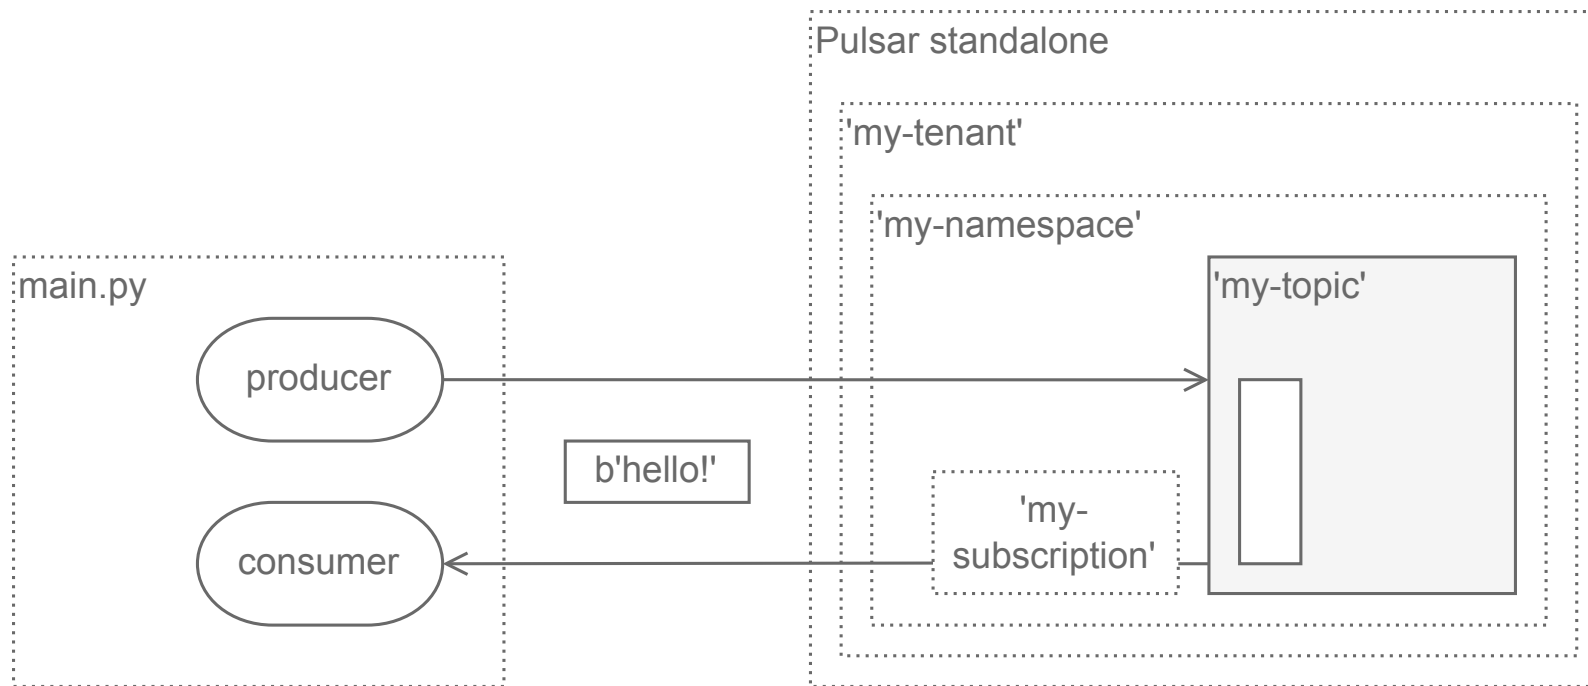 Pulsar standalone
'my-tenant'
'my-namespace'
main.py
'my-topic'
producer
b'hello!'
'my-
subscription'
consumer